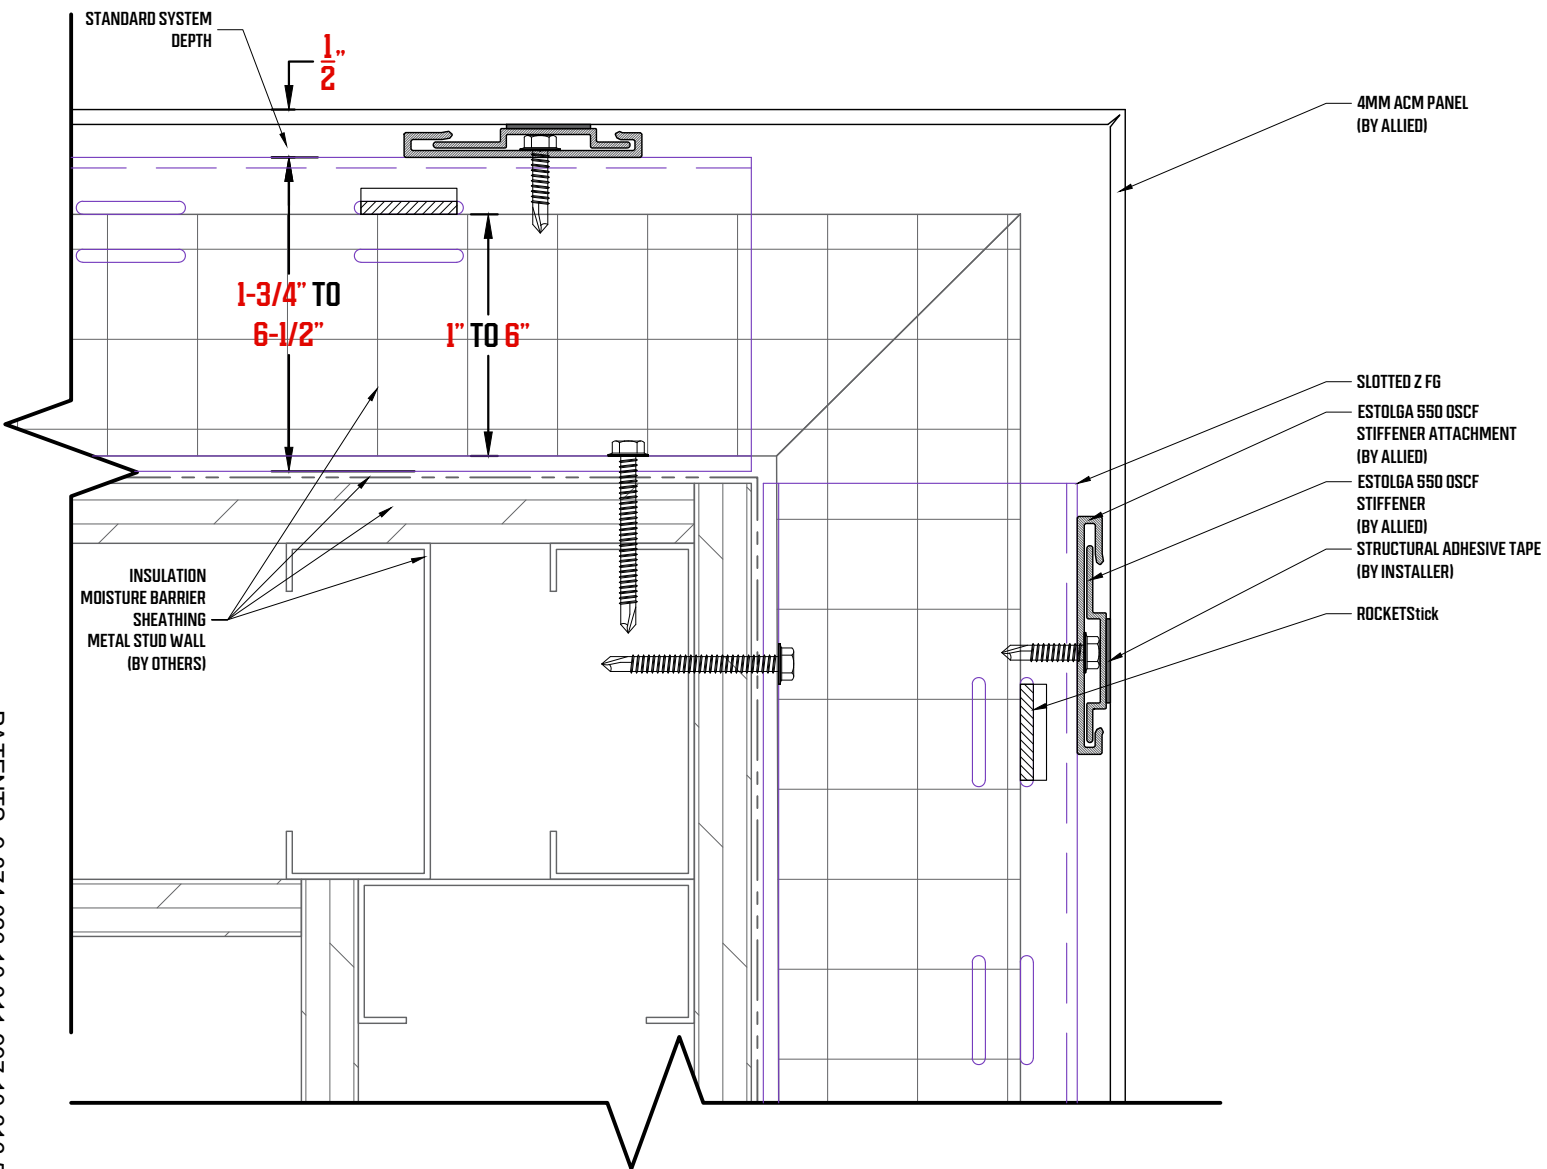 STANDARD SYSTEM
DEPTH
1/2"
4MM ACM PANEL
(BY ALLIED)
1-3/4" TO
6-1/2"
1" TO 6"
SLOTTED Z FG
ESTOLGA 550 OSCF
STIFFENER ATTACHMENT
(BY ALLIED)
ESTOLGA 550 OSCF
STIFFENER
(BY ALLIED)
STRUCTURAL ADHESIVE TAPE
(BY INSTALLER)
ROCKETStick
INSULATION
MOISTURE BARRIER
SHEATHING
METAL STUD WALL
(BY OTHERS)